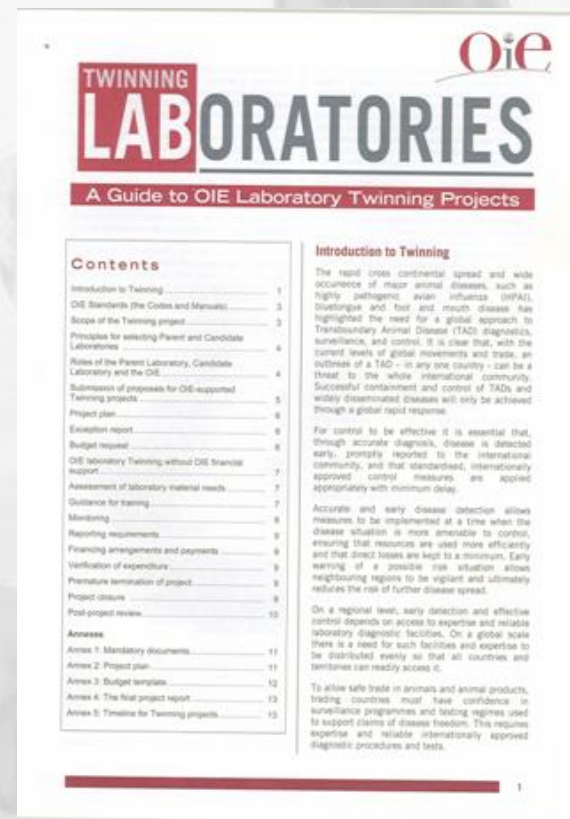 OiE
TWINNING
LABORATORIES
A Guide to OIE Laboratory Twinning Projects
Contents
Introduction to Twinning 1
OIE Standards (the Codes and Manuals) 3
Scope of the Twinning project 3
Principles for selecting Parent and Candidate
Laboratories 4
Roles of the Parent Laboratory, Candidate
Laboratory and the OIE 4
Submission of proposals for OIE-supported
Twinning projects 5
Project plan 6
Exception report 6
Budget request 6
OIE laboratory Twinning without OIE financial
support 7
Assessment of laboratory material needs 7
Guidance for training 7
Monitoring 8
Reporting requirements 8
Financing arrangements and payments 9
Verification of expenditure 9
Premature termination of project 9
Project closure 9
Post-project review 10
Annexes
Annex 1: Mandatory documents 11
Annex 2: Project plan 11
Annex 3: Budget template 12
Annex 4: The final project report 13
Annex 5: Timeline for Twinning projects 13
Introduction to Twinning
The rapid cross continental spread and wide
occurrence of major animal diseases, such as
highly pathogenic avian influenza (HPAI),
bluetongue and foot and mouth disease has
highlighted the need for a global approach to
Transboundary Animal Disease (TAD) diagnostics,
surveillance, and control. It is clear that, with the
current levels of global movements and trade, an
outbreak of a TAD – in any one country - can be a
threat to the whole international community.
Successful containment and control of TADs and
widely disseminated diseases will only be achieved
through a global rapid response.
For control to be effective it is essential that,
through accurate diagnosis, disease is detected
early, promptly reported to the international
community, and that standardised, internationally
approved control measures are applied
appropriately with minimum delay.
Accurate and early disease detection allows
measures to be implemented at a time when the
disease situation is more amenable to control,
ensuring that resources are used more efficiently
and that direct losses are kept to a minimum. Early
warning of a possible risk situation allows
neighbouring regions to be vigilant and ultimately
reduces the risk of further disease spread.
On a regional level, early detection and effective
control depends on access to expertise and reliable
laboratory diagnostic facilities. On a global scale
there is a need for such facilities and expertise to
be distributed evenly so that all countries and
territories can readily access it.
To allow safe trade in animals and animal products,
trading countries must have confidence in
surveillance programmes and testing regimes used
to support claims of disease freedom. This requires
expertise and reliable internationally approved
diagnostic procedures and tests.
1